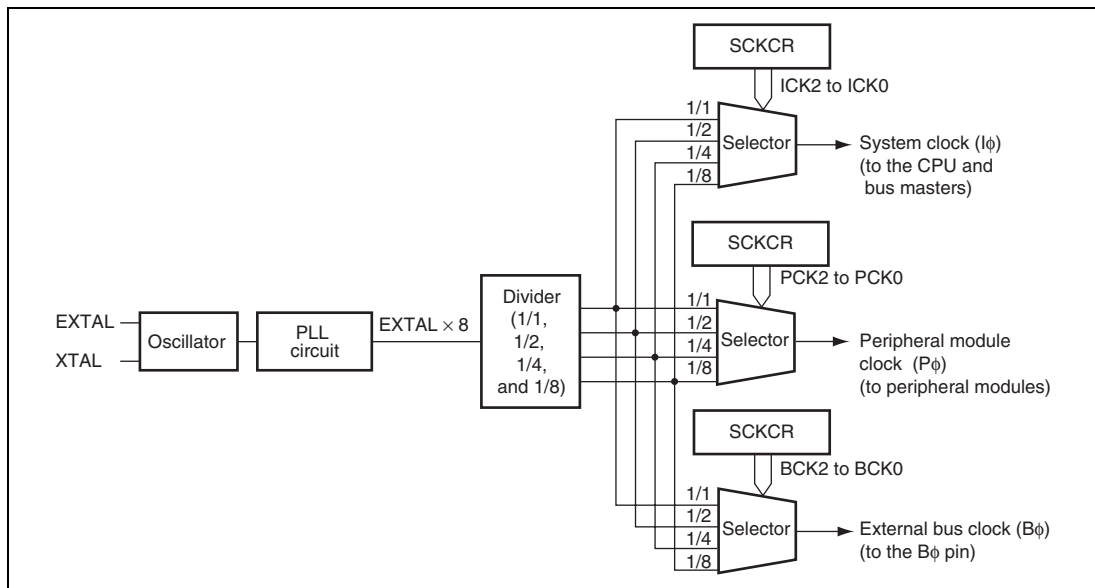 SCKCR
ICK2 to ICK0
1/1
1/2
1/4
1/8
Selector
System clock (Iϕ)
(to the CPU and
bus masters)
SCKCR
PCK2 to PCK0
EXTAL
XTAL
Oscillator
PLL
circuit
EXTAL × 8
Divider
(1/1,
1/2,
1/4,
and 1/8)
1/1
1/2
1/4
1/8
Selector
Peripheral module
clock (Pϕ)
(to peripheral modules)
SCKCR
BCK2 to BCK0
1/1
1/2
1/4
1/8
Selector
External bus clock (Bϕ)
(to the Bϕ pin)